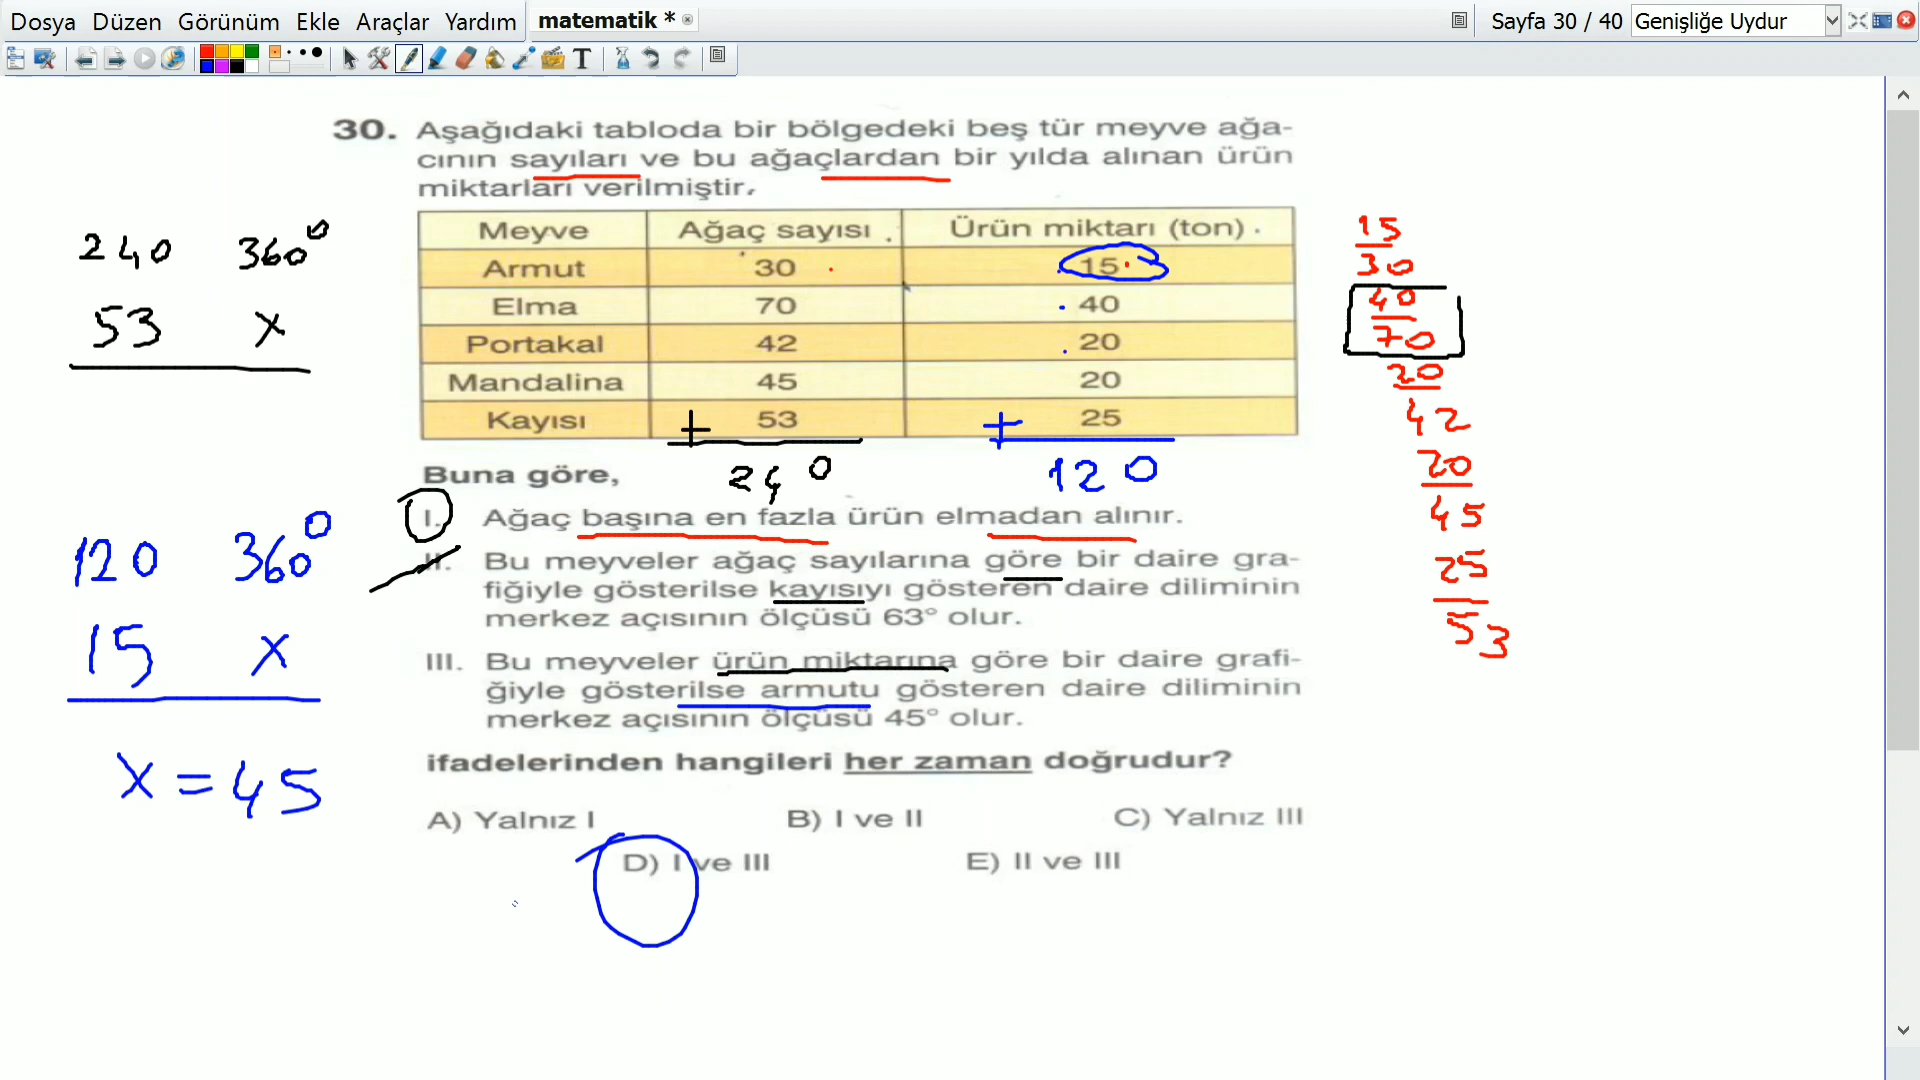 Dosya Düzen Görünüm Ekle Araçlar Yardım matematik * Sayfa 30 / 40 Genişliğe Uydur
30. Aşağıdaki tabloda bir bölgedeki beş tür meyve ağa-
cının sayıları ve bu ağaçlardan bir yılda alınan ürün
miktarları verilmiştir.
Meyve Ağaç sayısı Ürün miktarı (ton)
Armut 30 15
Elma 70 40
Portakal 42 20
Mandalina 45 20
Kayısı 53 25
+ +
240 120
Buna göre,
I. Ağaç başına en fazla ürün elmadan alınır.
II. Bu meyveler ağaç sayılarına göre bir daire gra-
fiğiyle gösterilse kayısıyı gösteren daire diliminin
merkez açısının ölçüsü 63° olur.
III. Bu meyveler ürün miktarına göre bir daire grafi-
ğiyle gösterilse armutu gösteren daire diliminin
merkez açısının ölçüsü 45° olur.
ifadelerinden hangileri her zaman doğrudur?
A) Yalnız I B) I ve II C) Yalnız III
D) I ve III E) II ve III
240 360°
53 x
120 360°
15 x
x = 45
15
30
40
70
20
42
20
45
25
53